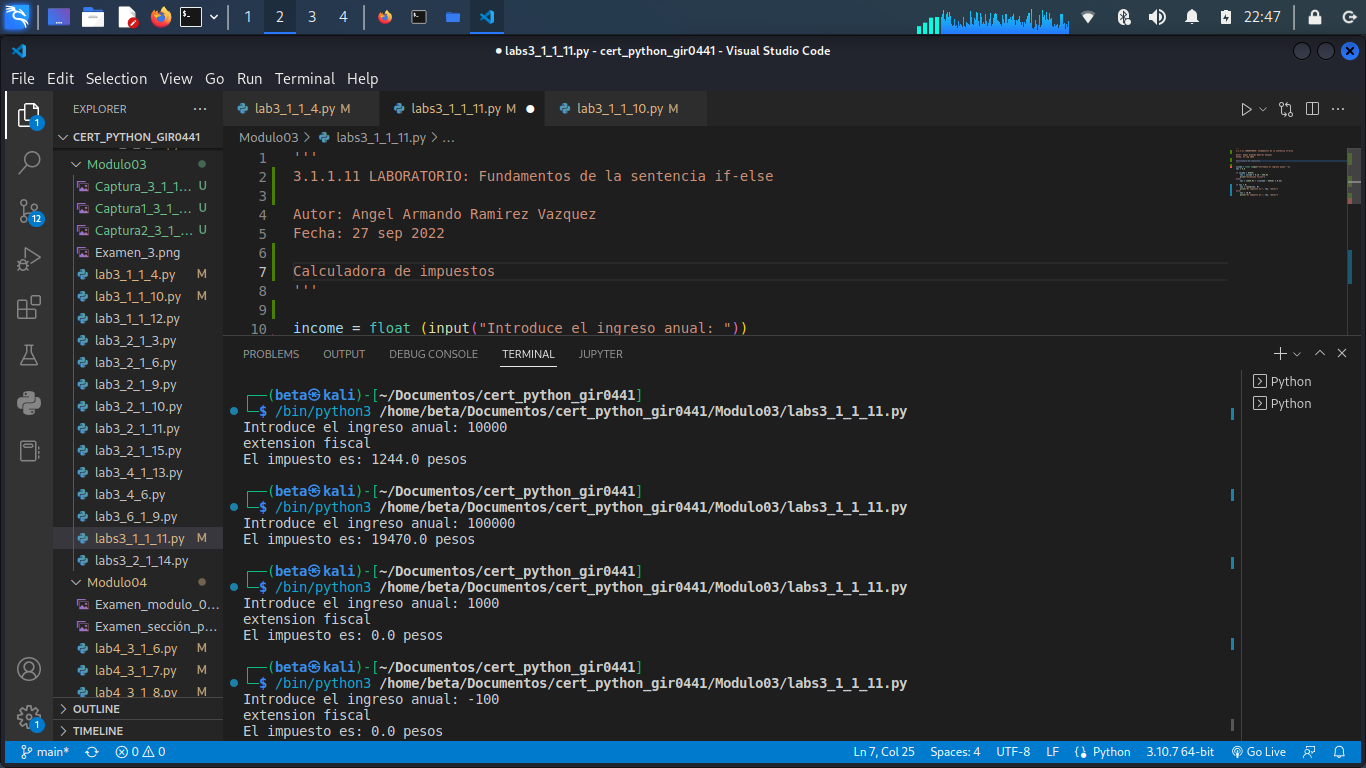 1 2 3 4 22:47
labs3_1_1_11.py - cert_python_gir0441 - Visual Studio Code
File Edit Selection View Go Run Terminal Help
EXPLORER
CERT_PYTHON_GIR0441
Modulo03
Captura_3_1_1... U
Captura1_3_1_... U
Captura2_3_1_... U
Examen_3.png
lab3_1_1_4.py M
lab3_1_1_10.py M
lab3_1_1_12.py
lab3_2_1_3.py
lab3_2_1_6.py
lab3_2_1_9.py
lab3_2_1_10.py
lab3_2_1_11.py
lab3_2_1_15.py
lab3_4_1_13.py
lab3_4_6.py
lab3_6_1_9.py
labs3_1_1_11.py M
labs3_2_1_14.py
Modulo04
Examen_modulo_0...
Examen_sección_p...
lab4_3_1_6.py M
lab4_3_1_7.py M
lab4_3_1_8.py M
OUTLINE
TIMELINE
1
12
1
lab3_1_1_4.py M labs3_1_1_11.py M lab3_1_1_10.py M
Modulo03 > labs3_1_1_11.py > ...
1 '''
2 3.1.1.11 LABORATORIO: Fundamentos de la sentencia if-else
3
4 Autor: Angel Armando Ramirez Vazquez
5 Fecha: 27 sep 2022
6
7 Calculadora de impuestos
8 '''
9
10 income = float (input("Introduce el ingreso anual: "))
PROBLEMS OUTPUT DEBUG CONSOLE TERMINAL JUPYTER
Python
Python
┌──(beta㉿kali)-[~/Documentos/cert_python_gir0441]
└─$ /bin/python3 /home/beta/Documentos/cert_python_gir0441/Modulo03/labs3_1_1_11.py
Introduce el ingreso anual: 10000
extension fiscal
El impuesto es: 1244.0 pesos
┌──(beta㉿kali)-[~/Documentos/cert_python_gir0441]
└─$ /bin/python3 /home/beta/Documentos/cert_python_gir0441/Modulo03/labs3_1_1_11.py
Introduce el ingreso anual: 100000
El impuesto es: 19470.0 pesos
┌──(beta㉿kali)-[~/Documentos/cert_python_gir0441]
└─$ /bin/python3 /home/beta/Documentos/cert_python_gir0441/Modulo03/labs3_1_1_11.py
Introduce el ingreso anual: 1000
extension fiscal
El impuesto es: 0.0 pesos
┌──(beta㉿kali)-[~/Documentos/cert_python_gir0441]
└─$ /bin/python3 /home/beta/Documentos/cert_python_gir0441/Modulo03/labs3_1_1_11.py
Introduce el ingreso anual: -100
extension fiscal
El impuesto es: 0.0 pesos
main* 0 0 Ln 7, Col 25 Spaces: 4 UTF-8 LF Python 3.10.7 64-bit Go Live